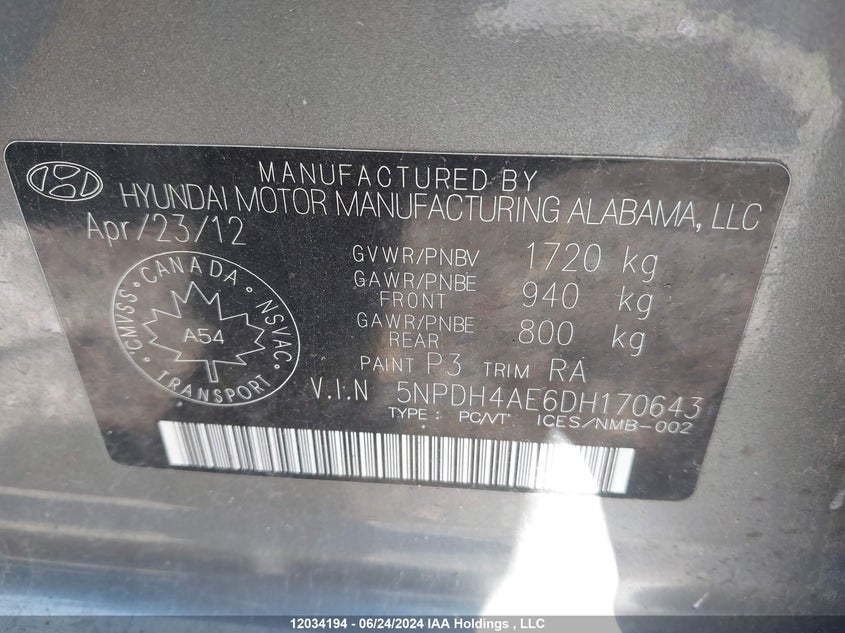 MANUFACTURED BY
HYUNDAI MOTOR MANUFACTURING ALABAMA, LLC
Apr/23/12
GVWR/PNBV 1720 kg
GAWR/PNBE FRONT 940 kg
GAWR/PNBE REAR 800 kg
PAINT P3 TRIM RA
V.I.N 5NPDH4AE6DH170643
TYPE : PC/VT ICES/NMB-002
CMVSS · CANADA · NSVAC · TRANSPORT
A54
12034194 - 06/24/2024 IAA Holdings , LLC